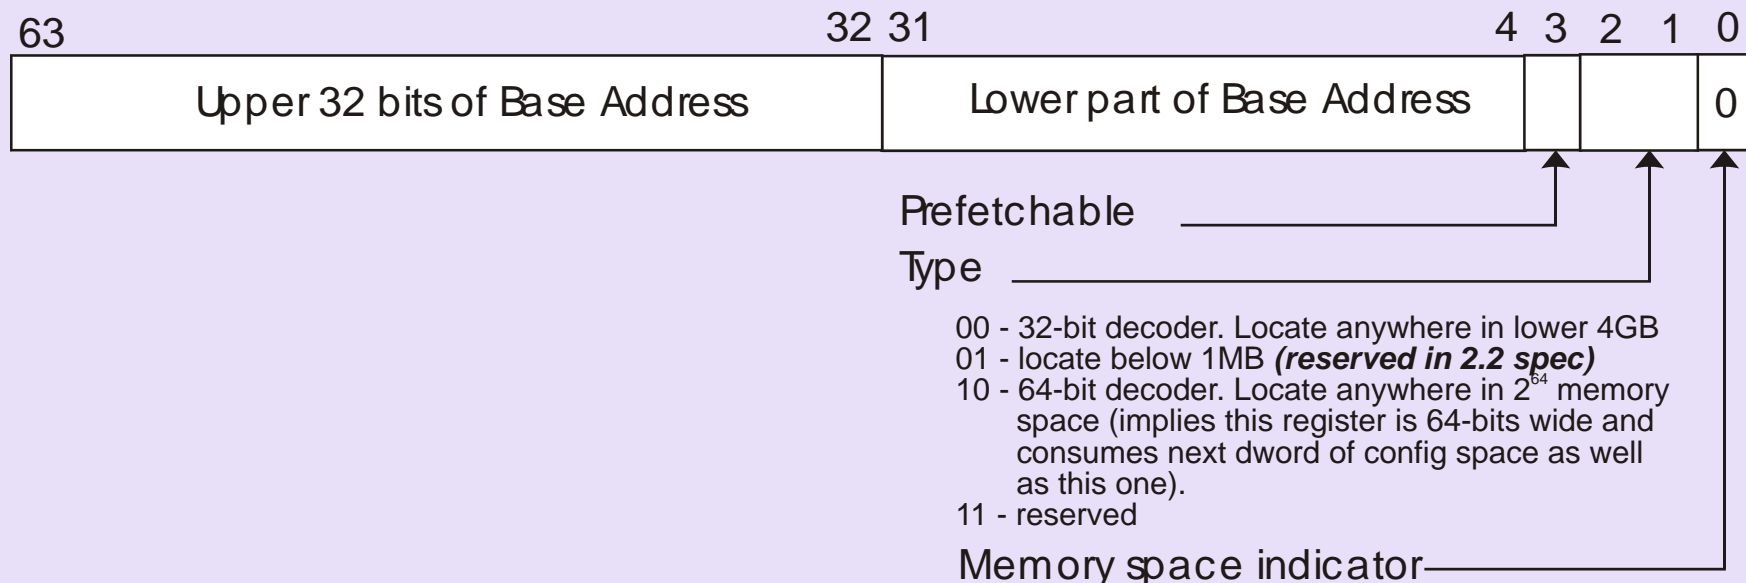 63 32 31 4 3 2 1 0
Upper 32 bits of Base Address Lower part of Base Address 0
Prefetchable
Type
00 - 32-bit decoder. Locate anywhere in lower 4GB
01 - locate below 1MB (reserved in 2.2 spec)
10 - 64-bit decoder. Locate anywhere in 2⁶⁴ memory
space (implies this register is 64-bits wide and
consumes next dword of config space as well
as this one).
11 - reserved
Memory space indicator